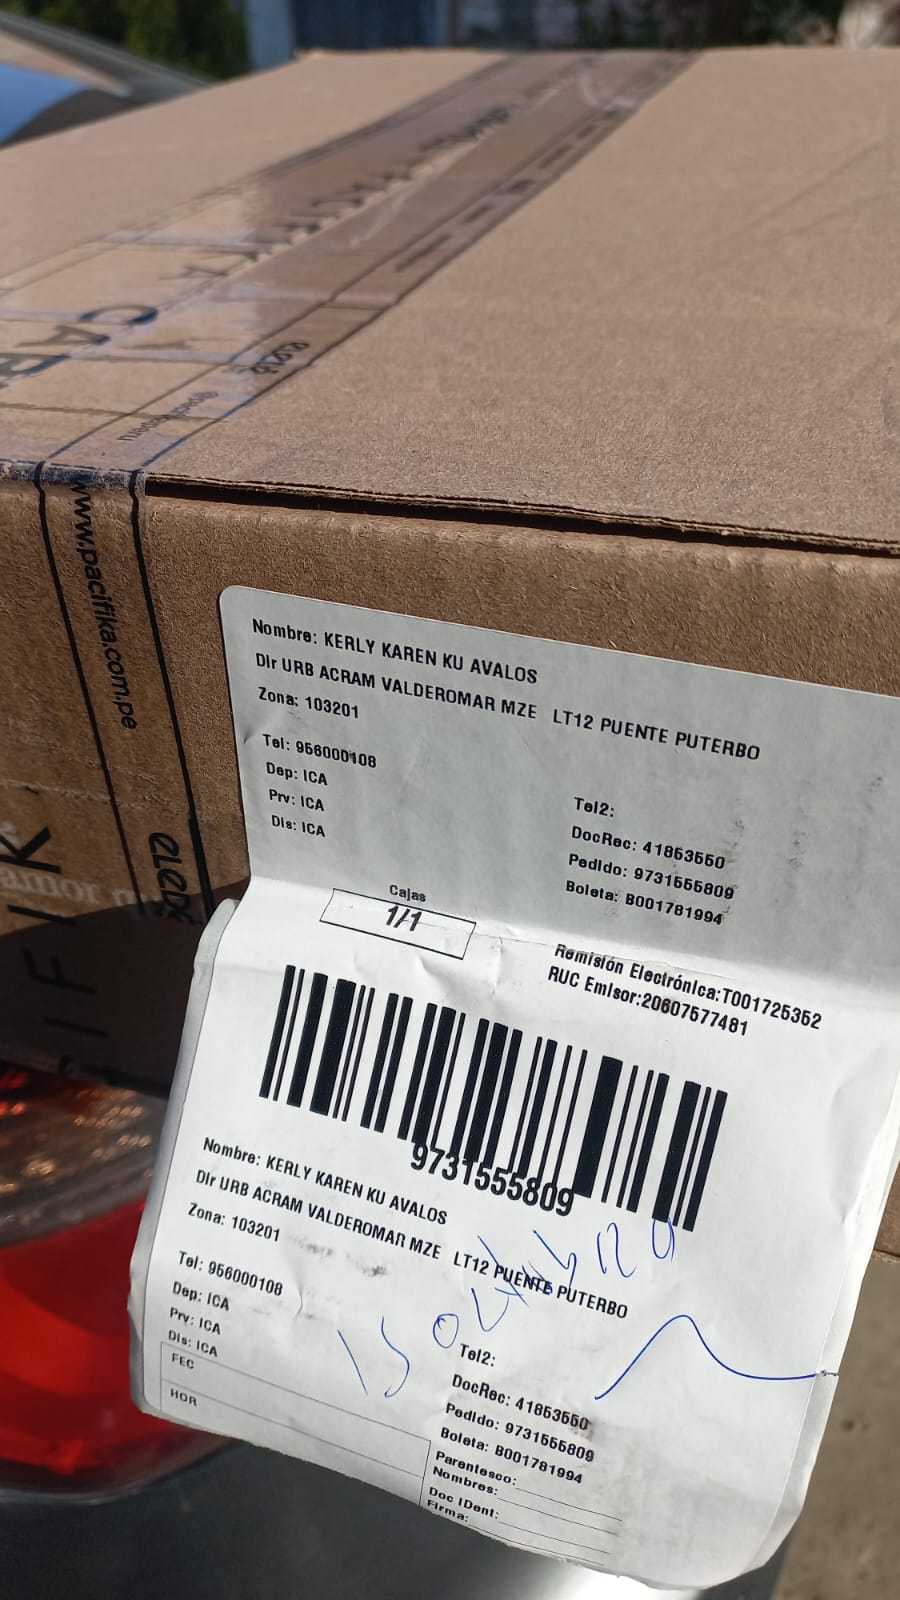 PACIFIKA
CAB
www.pacifika.com.pe
Nombre: KERLY KAREN KU AVALOS
Dir URB ACRAM VALDEROMAR MZE LT12 PUENTE PUTERBO
Zona: 103201
Tel: 956000108
Dep: ICA
Prv: ICA
Dis: ICA
Tel2:
DocRec: 41853550
Pedido: 9731555809
Boleta: B001781994
Cajas
1/1
Remisión Electrónica:T001725352
RUC Emisor:20607577481
9731555809
Nombre: KERLY KAREN KU AVALOS
Dir URB ACRAM VALDEROMAR MZE LT12 PUENTE PUTERBO
Zona: 103201
Tel: 956000108
Dep: ICA
Prv: ICA
Dis: ICA
FEC
HOR
Tel2:
DocRec: 41853550
Pedido: 9731555809
Boleta: B001781994
Parentesco:
Nombres:
Doc IDent:
Firma: